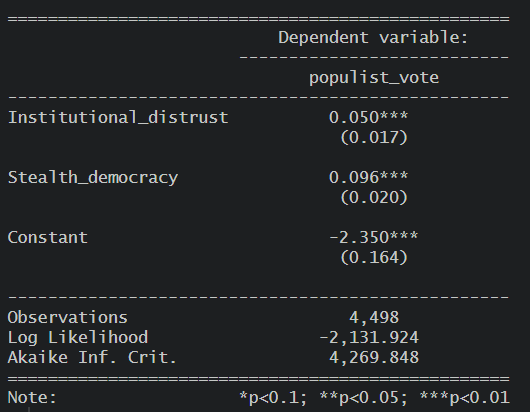 ==================================================
Dependent variable:
---------------------------
populist_vote
--------------------------------------------------
Institutional_distrust 0.050***
(0.017)
Stealth_democracy 0.096***
(0.020)
Constant -2.350***
(0.164)
--------------------------------------------------
Observations 4,498
Log Likelihood -2,131.924
Akaike Inf. Crit. 4,269.848
==================================================
Note: *p<0.1; **p<0.05; ***p<0.01